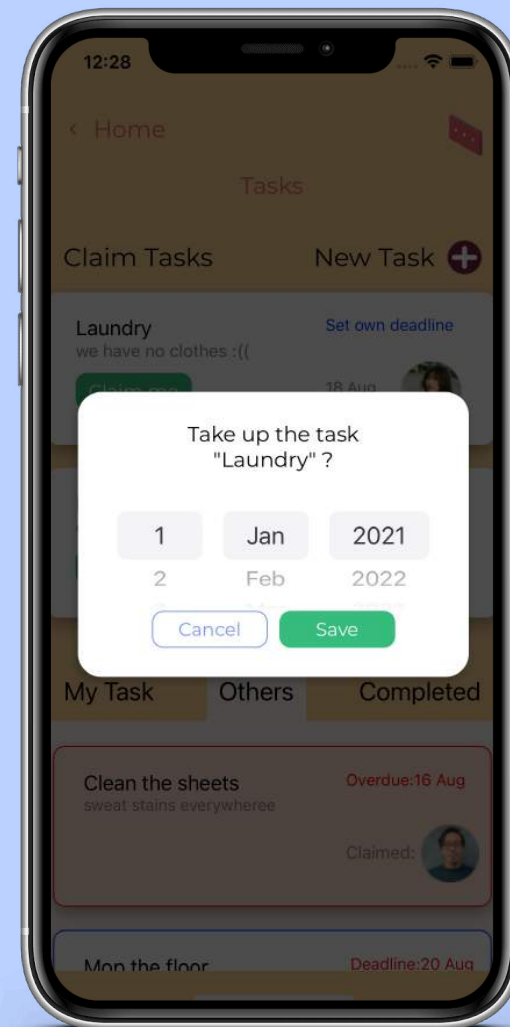 12:28
‹ Home
Tasks
Claim Tasks
New Task
Laundry
Set own deadline
we have no clothes :((
Claim me
18 Aug
Take up the task
"Laundry" ?
1 Jan 2021
2 Feb 2022
Cancel
Save
My Task
Others
Completed
Clean the sheets
Overdue:16 Aug
sweat stains everywheree
Claimed:
Mop the floor
Deadline:20 Aug